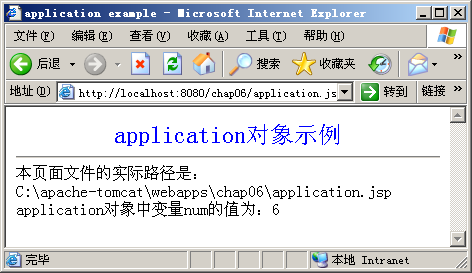 application example - Microsoft Internet Explorer
文件(F) 编辑(E) 查看(V) 收藏(A) 工具(T) 帮助(H)
后退 搜索 收藏夹
地址(D) http://localhost:8080/chap06/application.js 转到 链接 »
application对象示例
本页面文件的实际路径是:
C:\apache-tomcat\webapps\chap06\application.jsp
application对象中变量num的值为：6
完毕 本地 Intranet